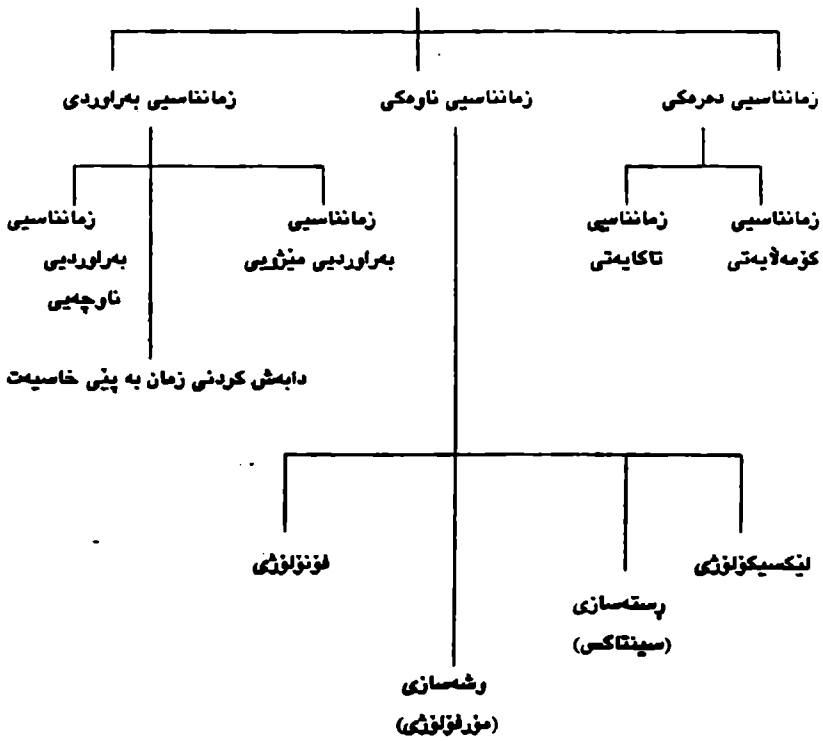 زمانناسیی دەرەکی
زمانناسیی ناوەکی
زمانناسیی بەراوردی
زمانناسیی
کۆمەڵایەتی
زمانناسیی
تاکایەتی
زمانناسیی
بەراوردیی مێژویی
زمانناسیی
بەراوردیی
ناوچەیی
دابەش کردنی زمان بە پێی خاسیەت
لێکسیکۆلۆژی
ڕستەسازی
(سینتاکس)
وشەسازی
(مۆرفۆلۆژی)
فۆنۆلۆژی